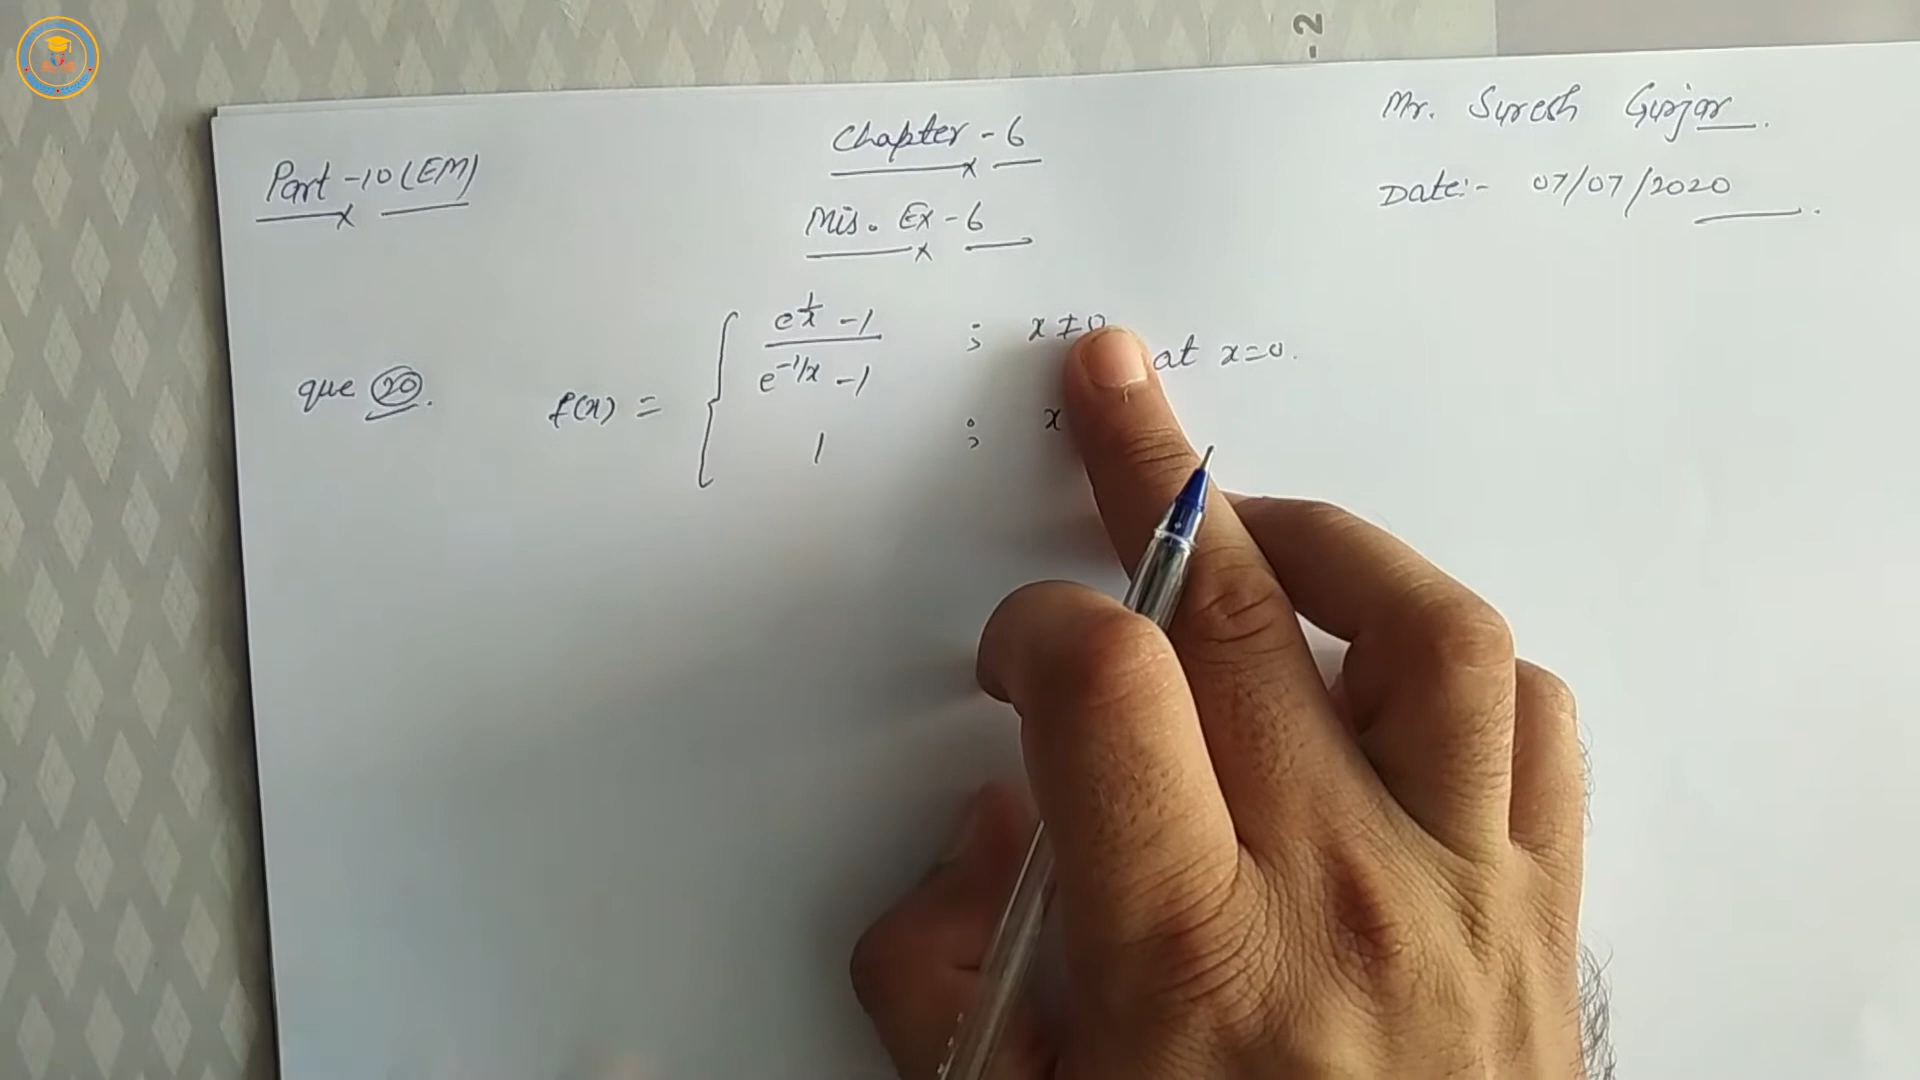 -2
Mr. Suresh Gurjar.
Part-10(EM)
Chapter-6
Date:- 07/07/2020.
Mis. Ex-6
que 20. f(x) = { (e^{1/x} -1)/(e^{-1/x} -1) ; x≠0 at x=0.
1 ; x